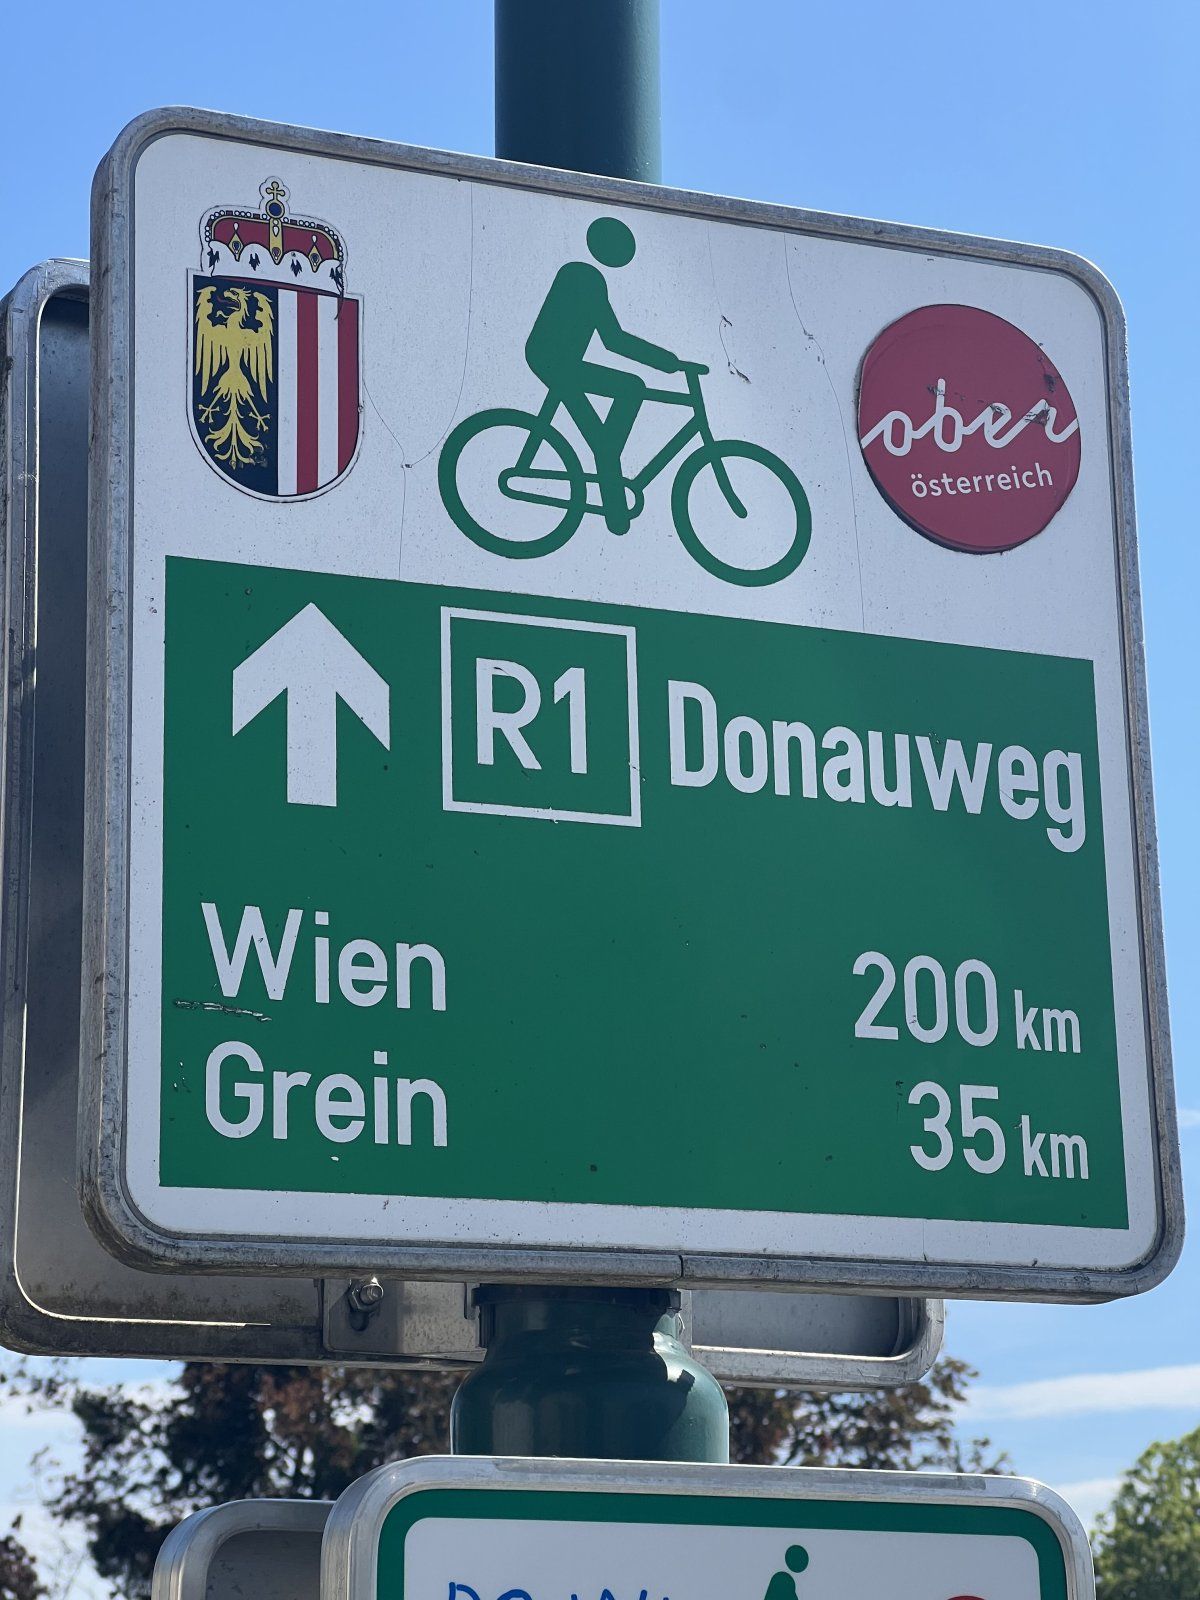 ober
österreich
R1 Donauweg
Wien 200 km
Grein 35 km